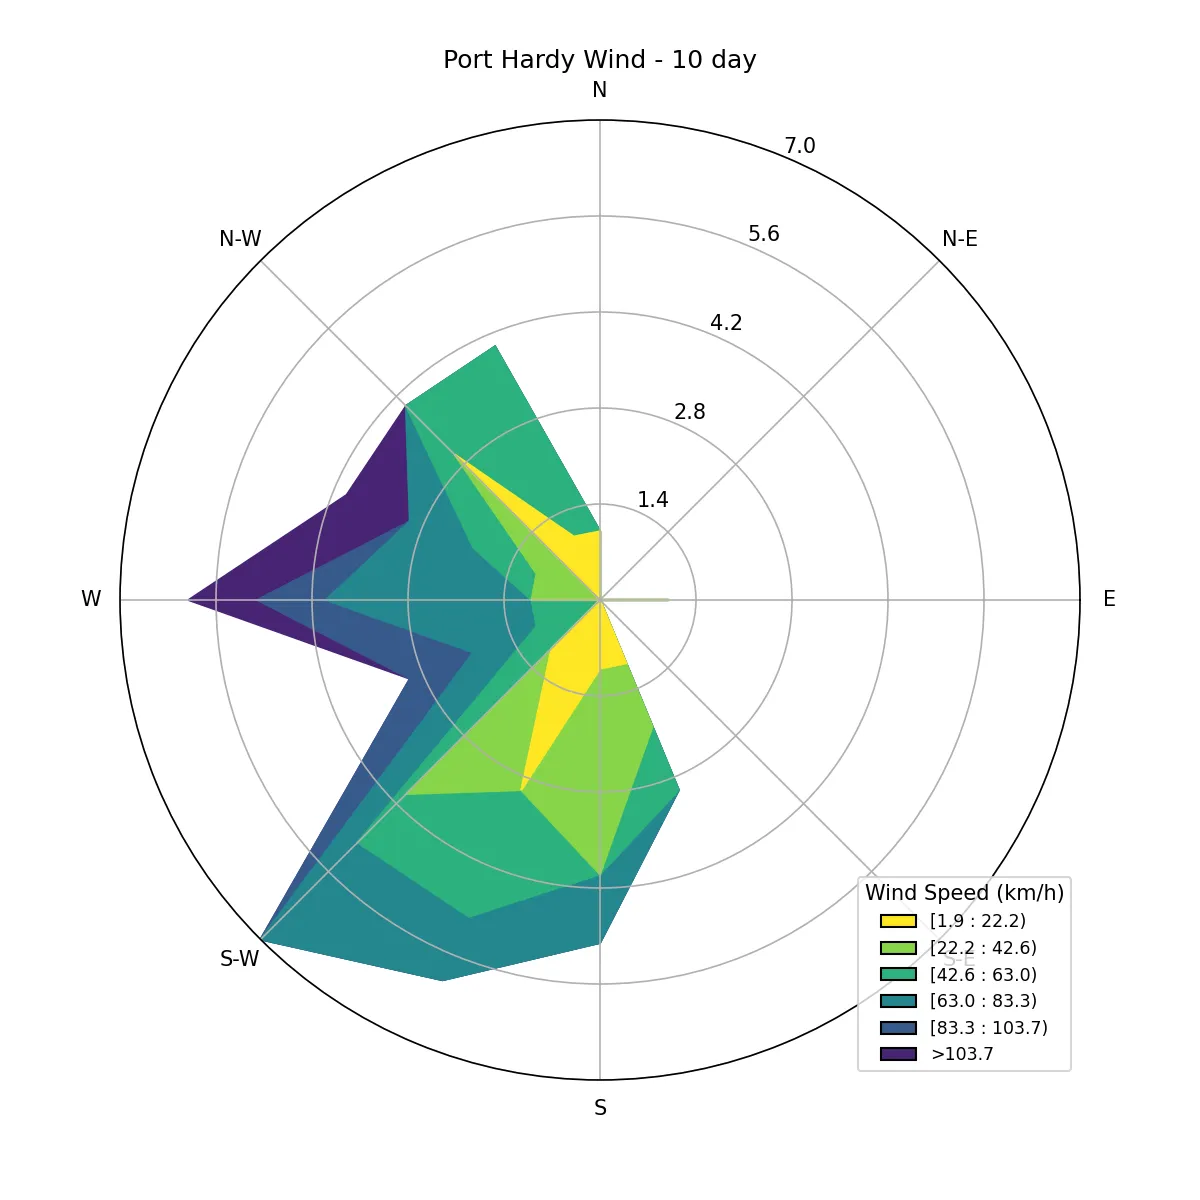 Port Hardy Wind - 10 day
N
7.0
N-W
5.6
N-E
4.2
2.8
1.4
W
E
S-W
S-E
Wind Speed (km/h)
[1.9 : 22.2)
[22.2 : 42.6)
[42.6 : 63.0)
[63.0 : 83.3)
[83.3 : 103.7)
>103.7
S